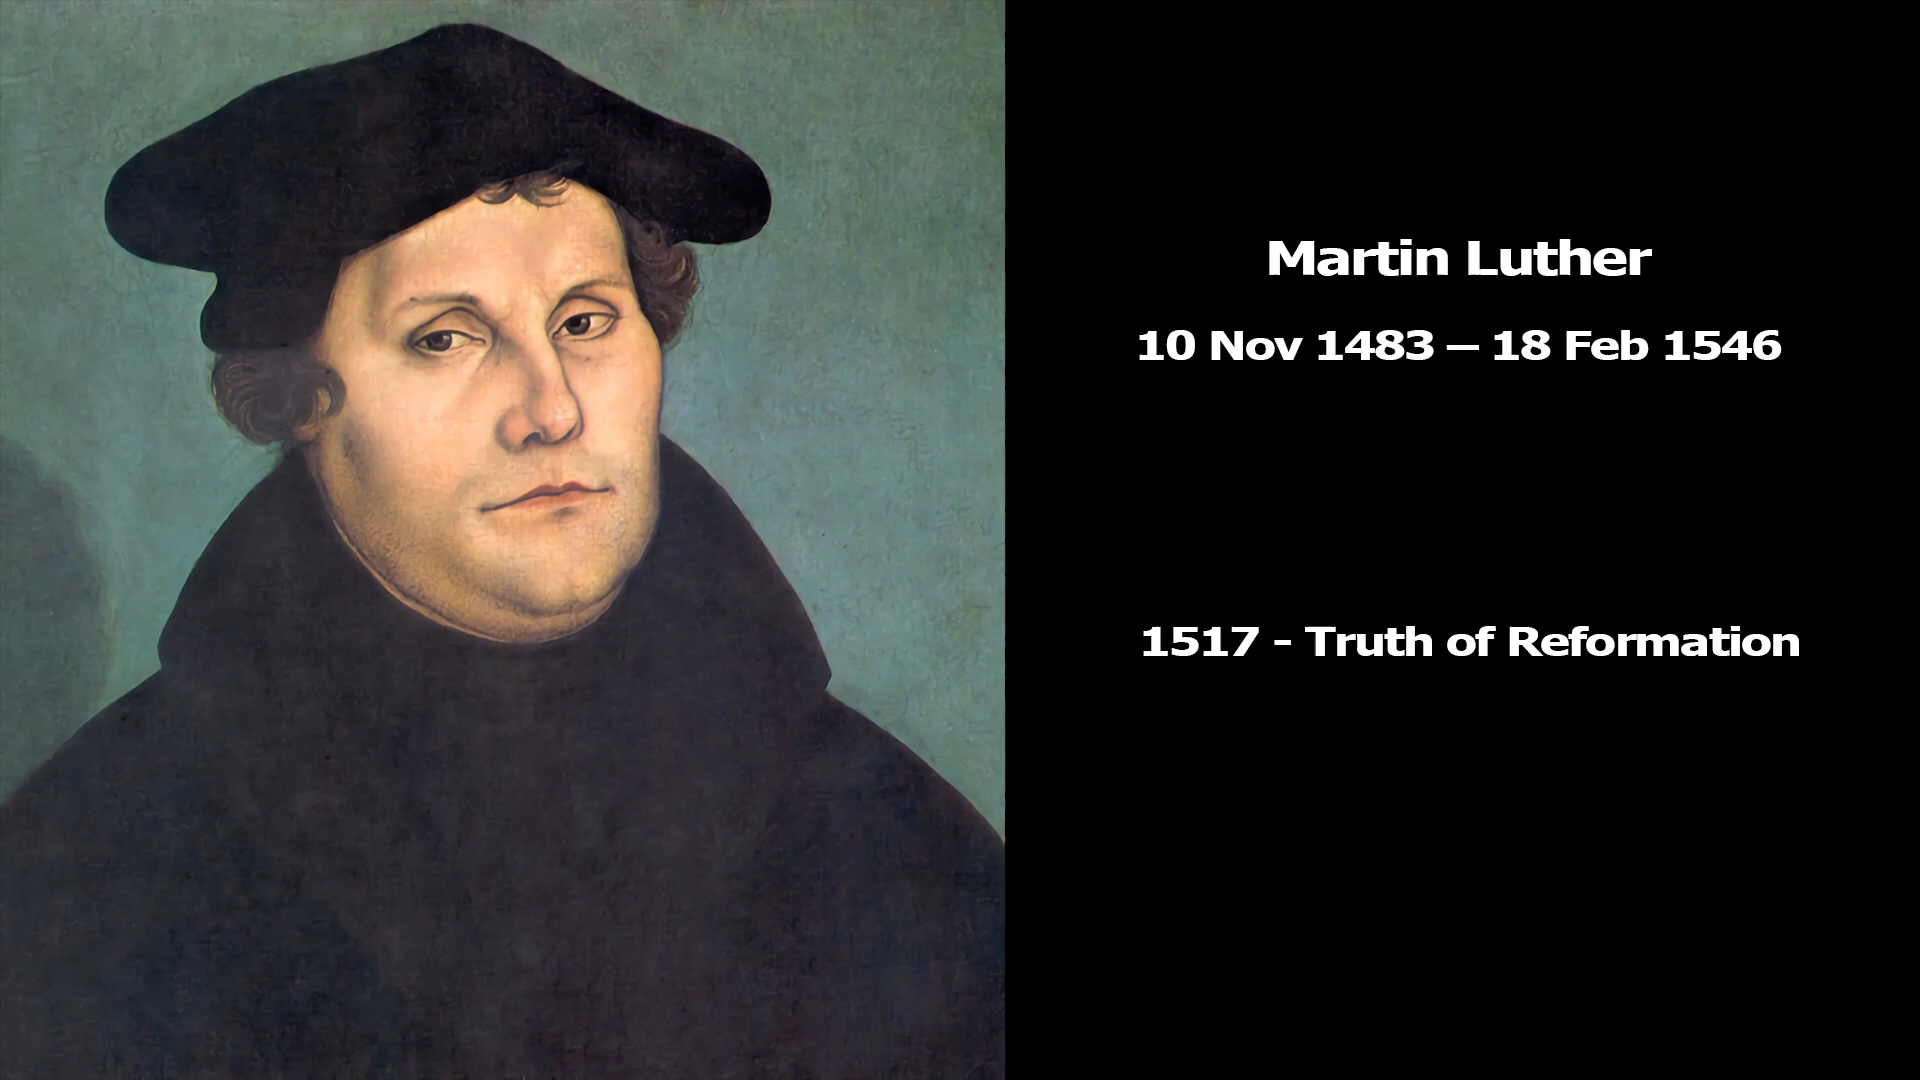 Martin Luther
10 Nov 1483 – 18 Feb 1546
1517 - Truth of Reformation